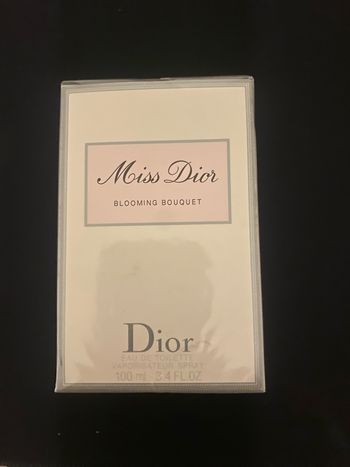 Miss Dior
BLOOMING BOUQUET
Dior
EAU DE TOILETTE
VAPORISATEUR SPRAY
100 ml - 3.4 FL.OZ